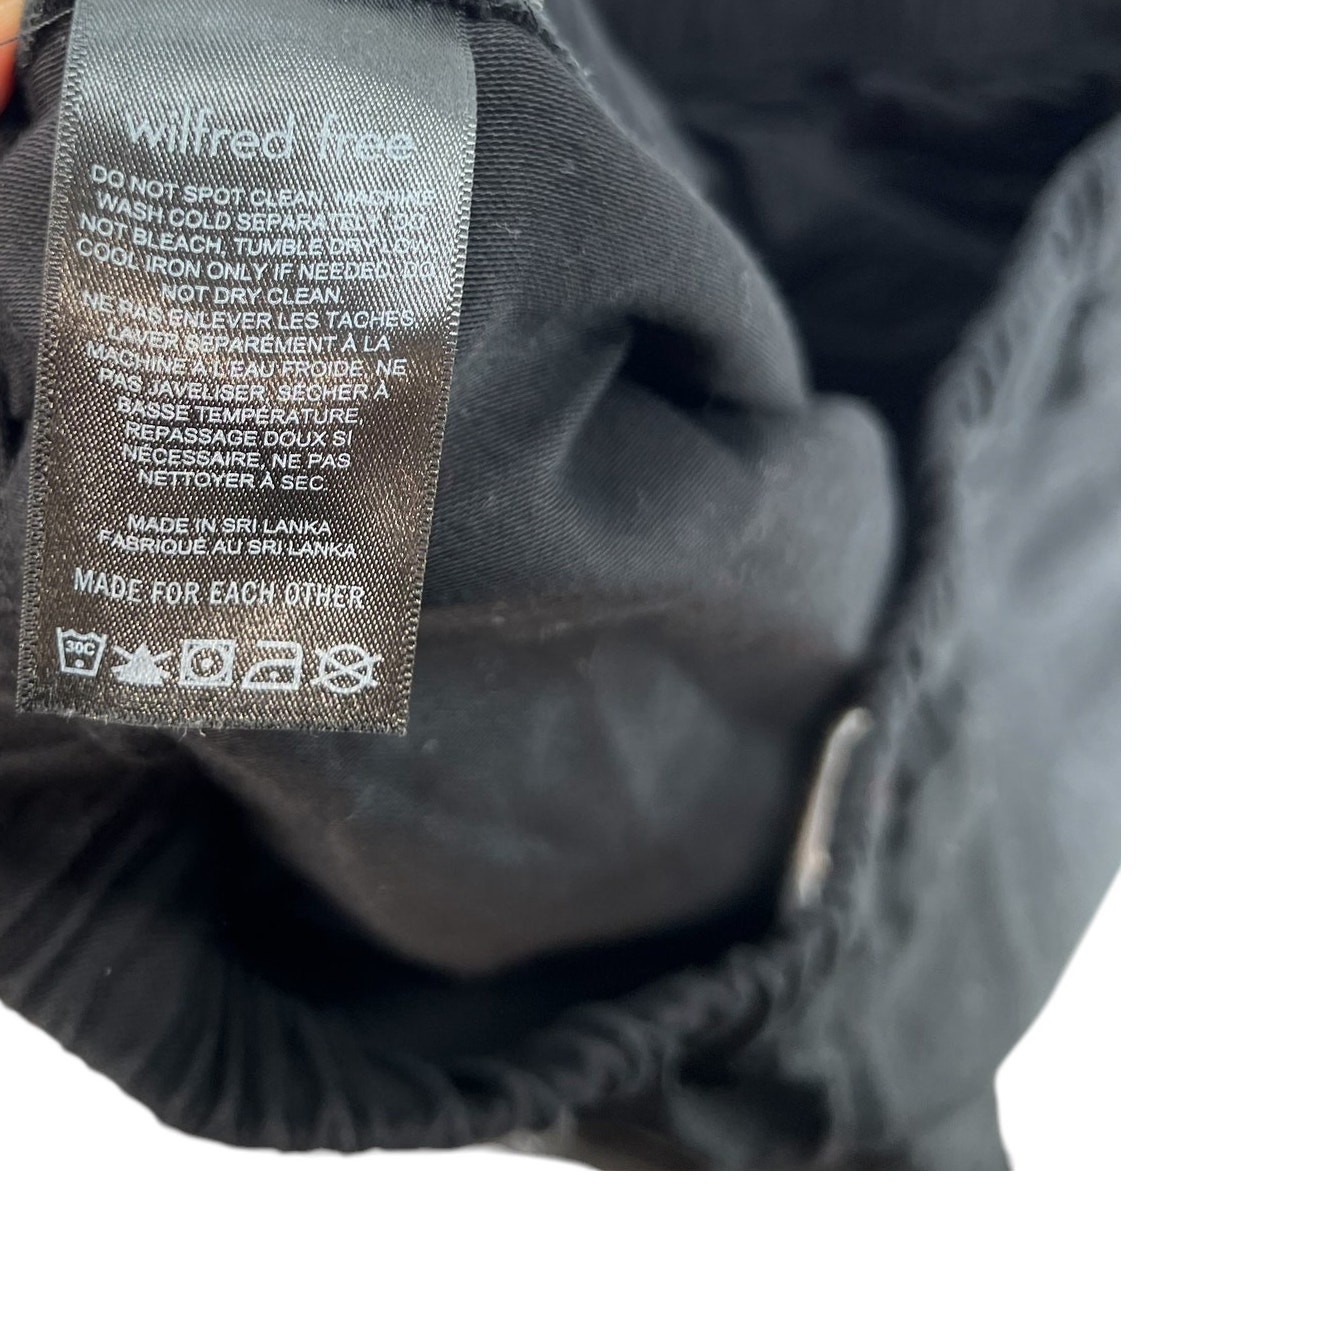 wilfred free
DO NOT SPOT CLEAN. MACHINE
WASH COLD SEPARATELY. DO
NOT BLEACH. TUMBLE DRY LOW.
COOL IRON ONLY IF NEEDED. DO
NOT DRY CLEAN.
NE PAS ENLEVER LES TACHES.
LAVER SÉPARÉMENT À LA
MACHINE À L'EAU FROIDE. NE
PAS JAVELISER. SÉCHER À
BASSE TEMPÉRATURE.
REPASSAGE DOUX SI
NÉCESSAIRE. NE PAS
NETTOYER À SEC
MADE IN SRI LANKA
FABRIQUÉ AU SRI LANKA
MADE FOR EACH OTHER
30C